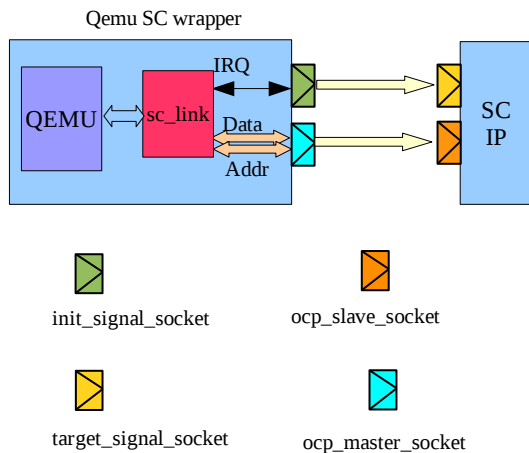 Qemu SC wrapper
IRQ
QEMU
sc_link
SC
IP
Data
Addr
init_signal_socket
ocp_slave_socket
target_signal_socket
ocp_master_socket